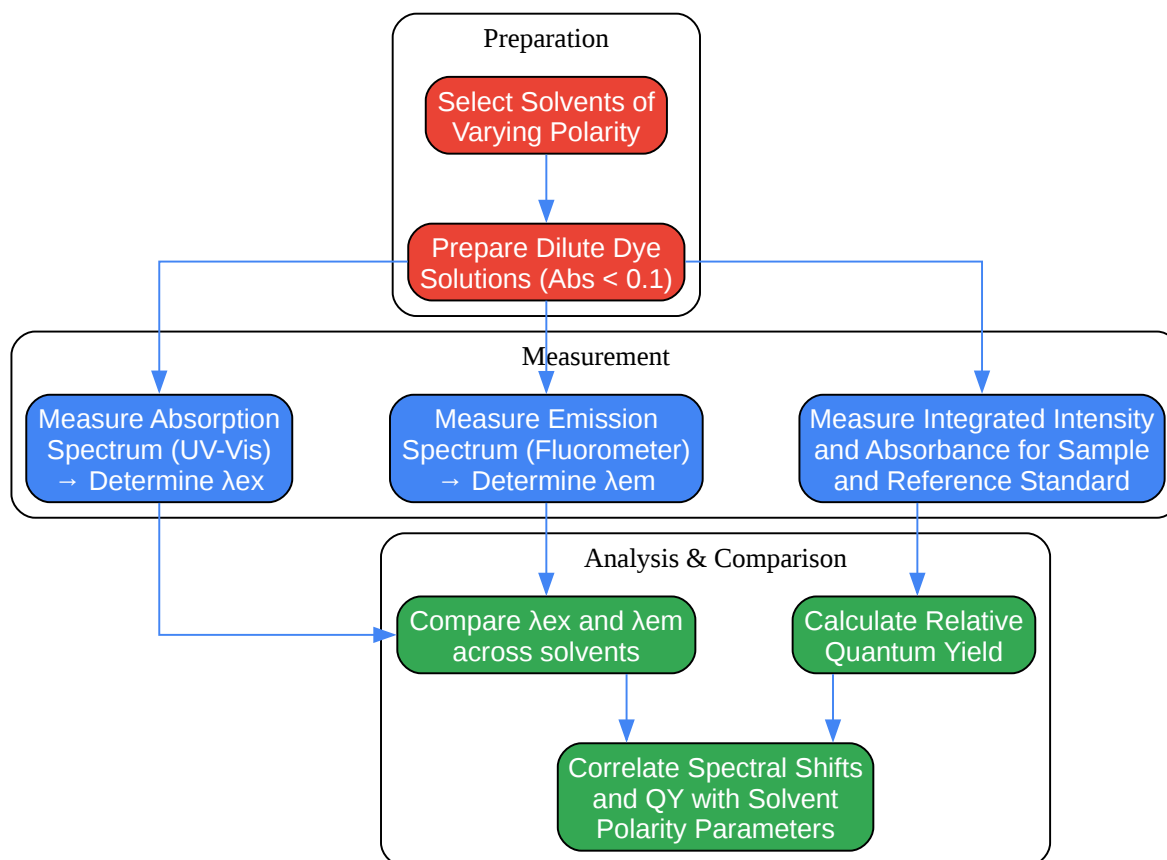 Preparation
Select Solvents of
Varying Polarity
Prepare Dilute Dye
Solutions (Abs < 0.1)
Measurement
Measure Absorption
Spectrum (UV-Vis)
→ Determine λex
Measure Emission
Spectrum (Fluorometer)
→ Determine λem
Measure Integrated Intensity
and Absorbance for Sample
and Reference Standard
Analysis & Comparison
Compare λex and λem
across solvents
Calculate Relative
Quantum Yield
Correlate Spectral Shifts
and QY with Solvent
Polarity Parameters